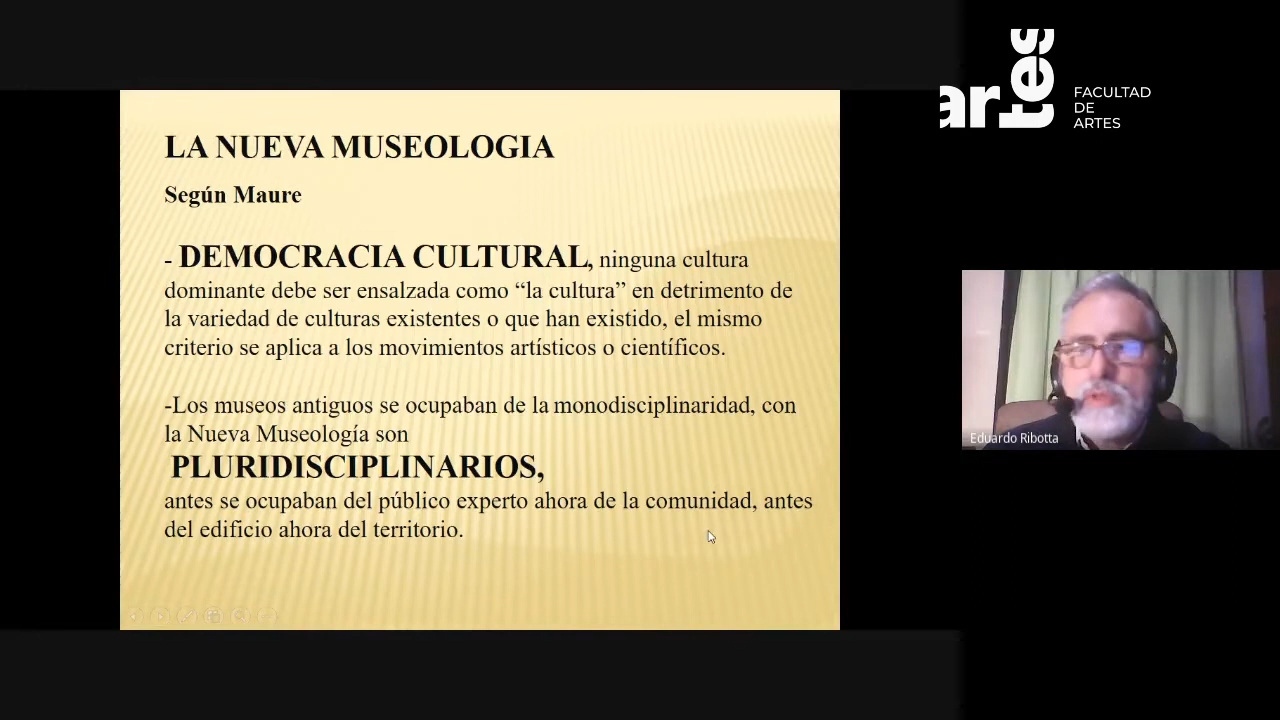 LA NUEVA MUSEOLOGIA
Según Maure
- DEMOCRACIA CULTURAL, ninguna cultura
dominante debe ser ensalzada como “la cultura” en detrimento de
la variedad de culturas existentes o que han existido, el mismo
criterio se aplica a los movimientos artísticos o científicos.
-Los museos antiguos se ocupaban de la monodisciplinaridad, con
la Nueva Museología son
PLURIDISCIPLINARIOS,
antes se ocupaban del público experto ahora de la comunidad, antes
del edificio ahora del territorio.
artes
FACULTAD
DE
ARTES
Eduardo Ribotta